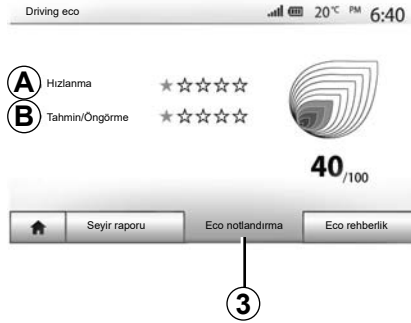 Driving eco 20°C PM 6:40
A Hızlanma
B Tahmin/Öngörme
40/100
Seyir raporu Eco notlandırma Eco rehberlik
3